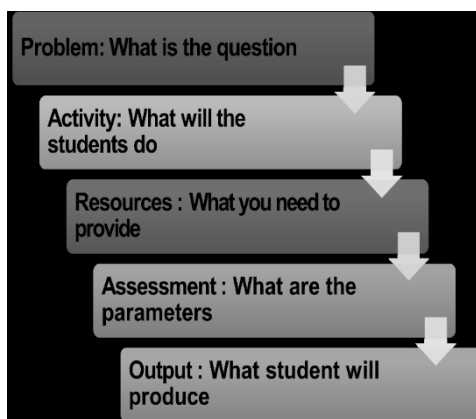 Problem: What is the question
Activity: What will the
students do
Resources : What you need to
provide
Assessment : What are the
parameters
Output : What student will
produce